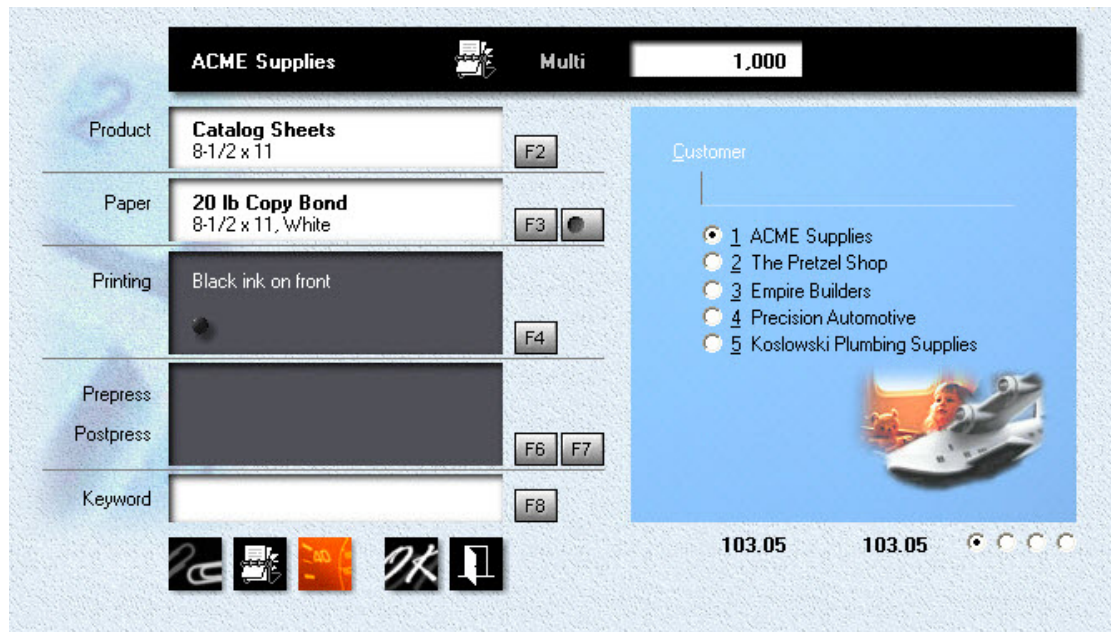 ACME Supplies Multi 1,000
Product Catalog Sheets
8-1/2 x 11 F2
Paper 20 lb Copy Bond
8-1/2 x 11, White F3
Printing Black ink on front
F4
Prepress
Postpress F6 F7
Keyword F8
OK
Customer
1 ACME Supplies
2 The Pretzel Shop
3 Empire Builders
4 Precision Automotive
5 Koslowski Plumbing Supplies
103.05 103.05